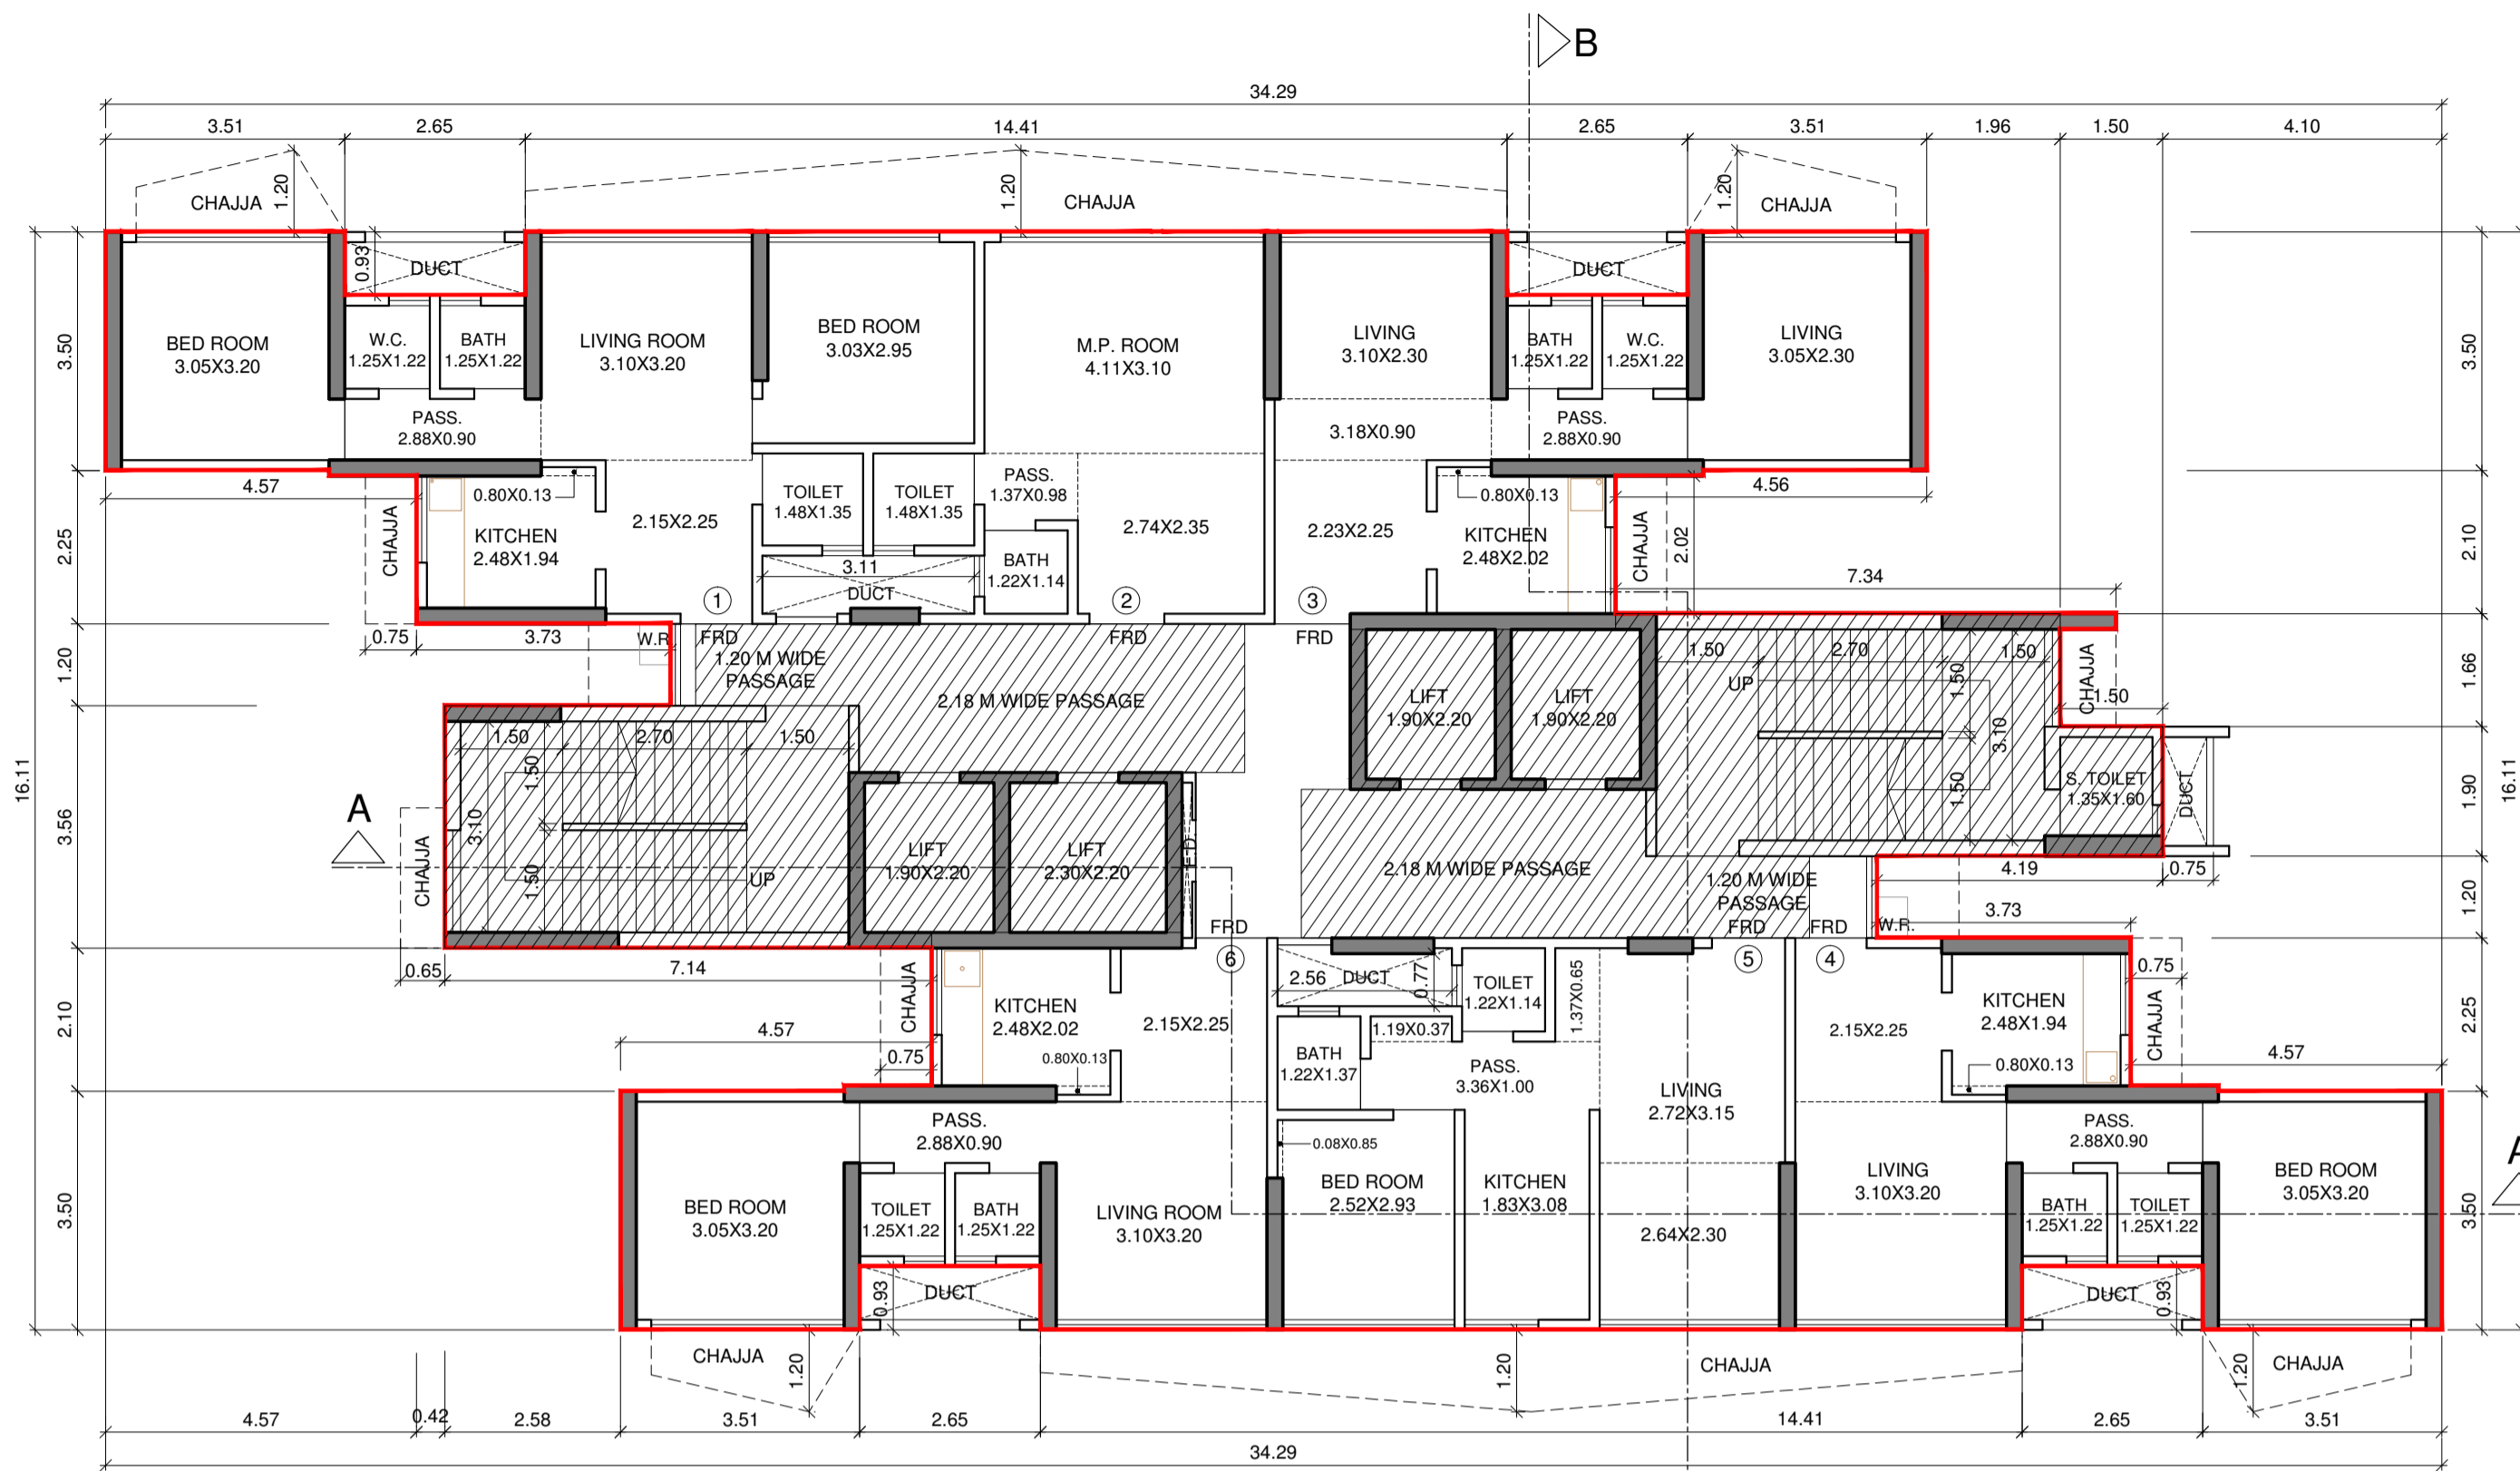 B
34.29
3.51 2.65 14.41 2.65 3.51 1.96 1.50 4.10
CHAJJA 1.20 1.20 CHAJJA 1.20 CHAJJA
0.93 DUCT DUCT
BED ROOM
3.05X3.20
W.C.
1.25X1.22
BATH
1.25X1.22
LIVING ROOM
3.10X3.20
BED ROOM
3.03X2.95
M.P. ROOM
4.11X3.10
LIVING
3.10X2.30
BATH
1.25X1.22
W.C.
1.25X1.22
LIVING
3.05X2.30
3.50 3.50
PASS.
2.88X0.90
3.18X0.90
PASS.
2.88X0.90
4.57 0.80X0.13
TOILET
1.48X1.35
TOILET
1.48X1.35
PASS.
1.37X0.98
0.80X0.13 4.56
CHAJJA
KITCHEN
2.48X1.94
2.15X2.25
2.74X2.35
2.23X2.25
KITCHEN
2.48X2.02
CHAJJA
2.02
2.25 2.10
3.11
DUCT
BATH
1.22X1.14
7.34
1 2 3
0.75 3.73 W.R. FRD FRD FRD
1.20 M WIDE
PASSAGE
1.20
2.18 M WIDE PASSAGE
LIFT
1.90X2.20
LIFT
1.90X2.20
1.50 2.70 1.50
UP 1.50 CHAJJA 1.66
1.50
3.10
1.50
S. TOILET
1.35X1.60
DUCT
1.90
16.11 16.11
1.50 2.70 1.50
1.50
3.10
1.50
UP
A
CHAJJA
3.56
LIFT
1.90X2.20
LIFT
2.30X2.20
2.18 M WIDE PASSAGE
1.20 M WIDE
PASSAGE
4.19 0.75
3.73
W.R.
1.20
FRD FRD FRD
6 5 4
0.65 7.14 CHAJJA
KITCHEN
2.48X2.02
2.15X2.25
2.56 DUCT 0.77
TOILET
1.22X1.14
1.37X0.65
2.15X2.25
KITCHEN
2.48X1.94
0.75
CHAJJA
2.10 2.25
4.57
0.75
0.80X0.13
1.19X0.37
BATH
1.22X1.37
PASS.
3.36X1.00
LIVING
2.72X3.15
0.80X0.13
4.57
PASS.
2.88X0.90
0.08X0.85
PASS.
2.88X0.90
BED ROOM
3.05X3.20
TOILET
1.25X1.22
BATH
1.25X1.22
LIVING ROOM
3.10X3.20
BED ROOM
2.52X2.93
KITCHEN
1.83X3.08
2.64X2.30
LIVING
3.10X3.20
BATH
1.25X1.22
TOILET
1.25X1.22
BED ROOM
3.05X3.20
3.50 3.50
0.93 DUCT DUCT 0.93
CHAJJA 1.20 1.20 CHAJJA 1.20 CHAJJA
4.57 0.42 2.58 3.51 2.65 14.41 2.65 3.51
34.29